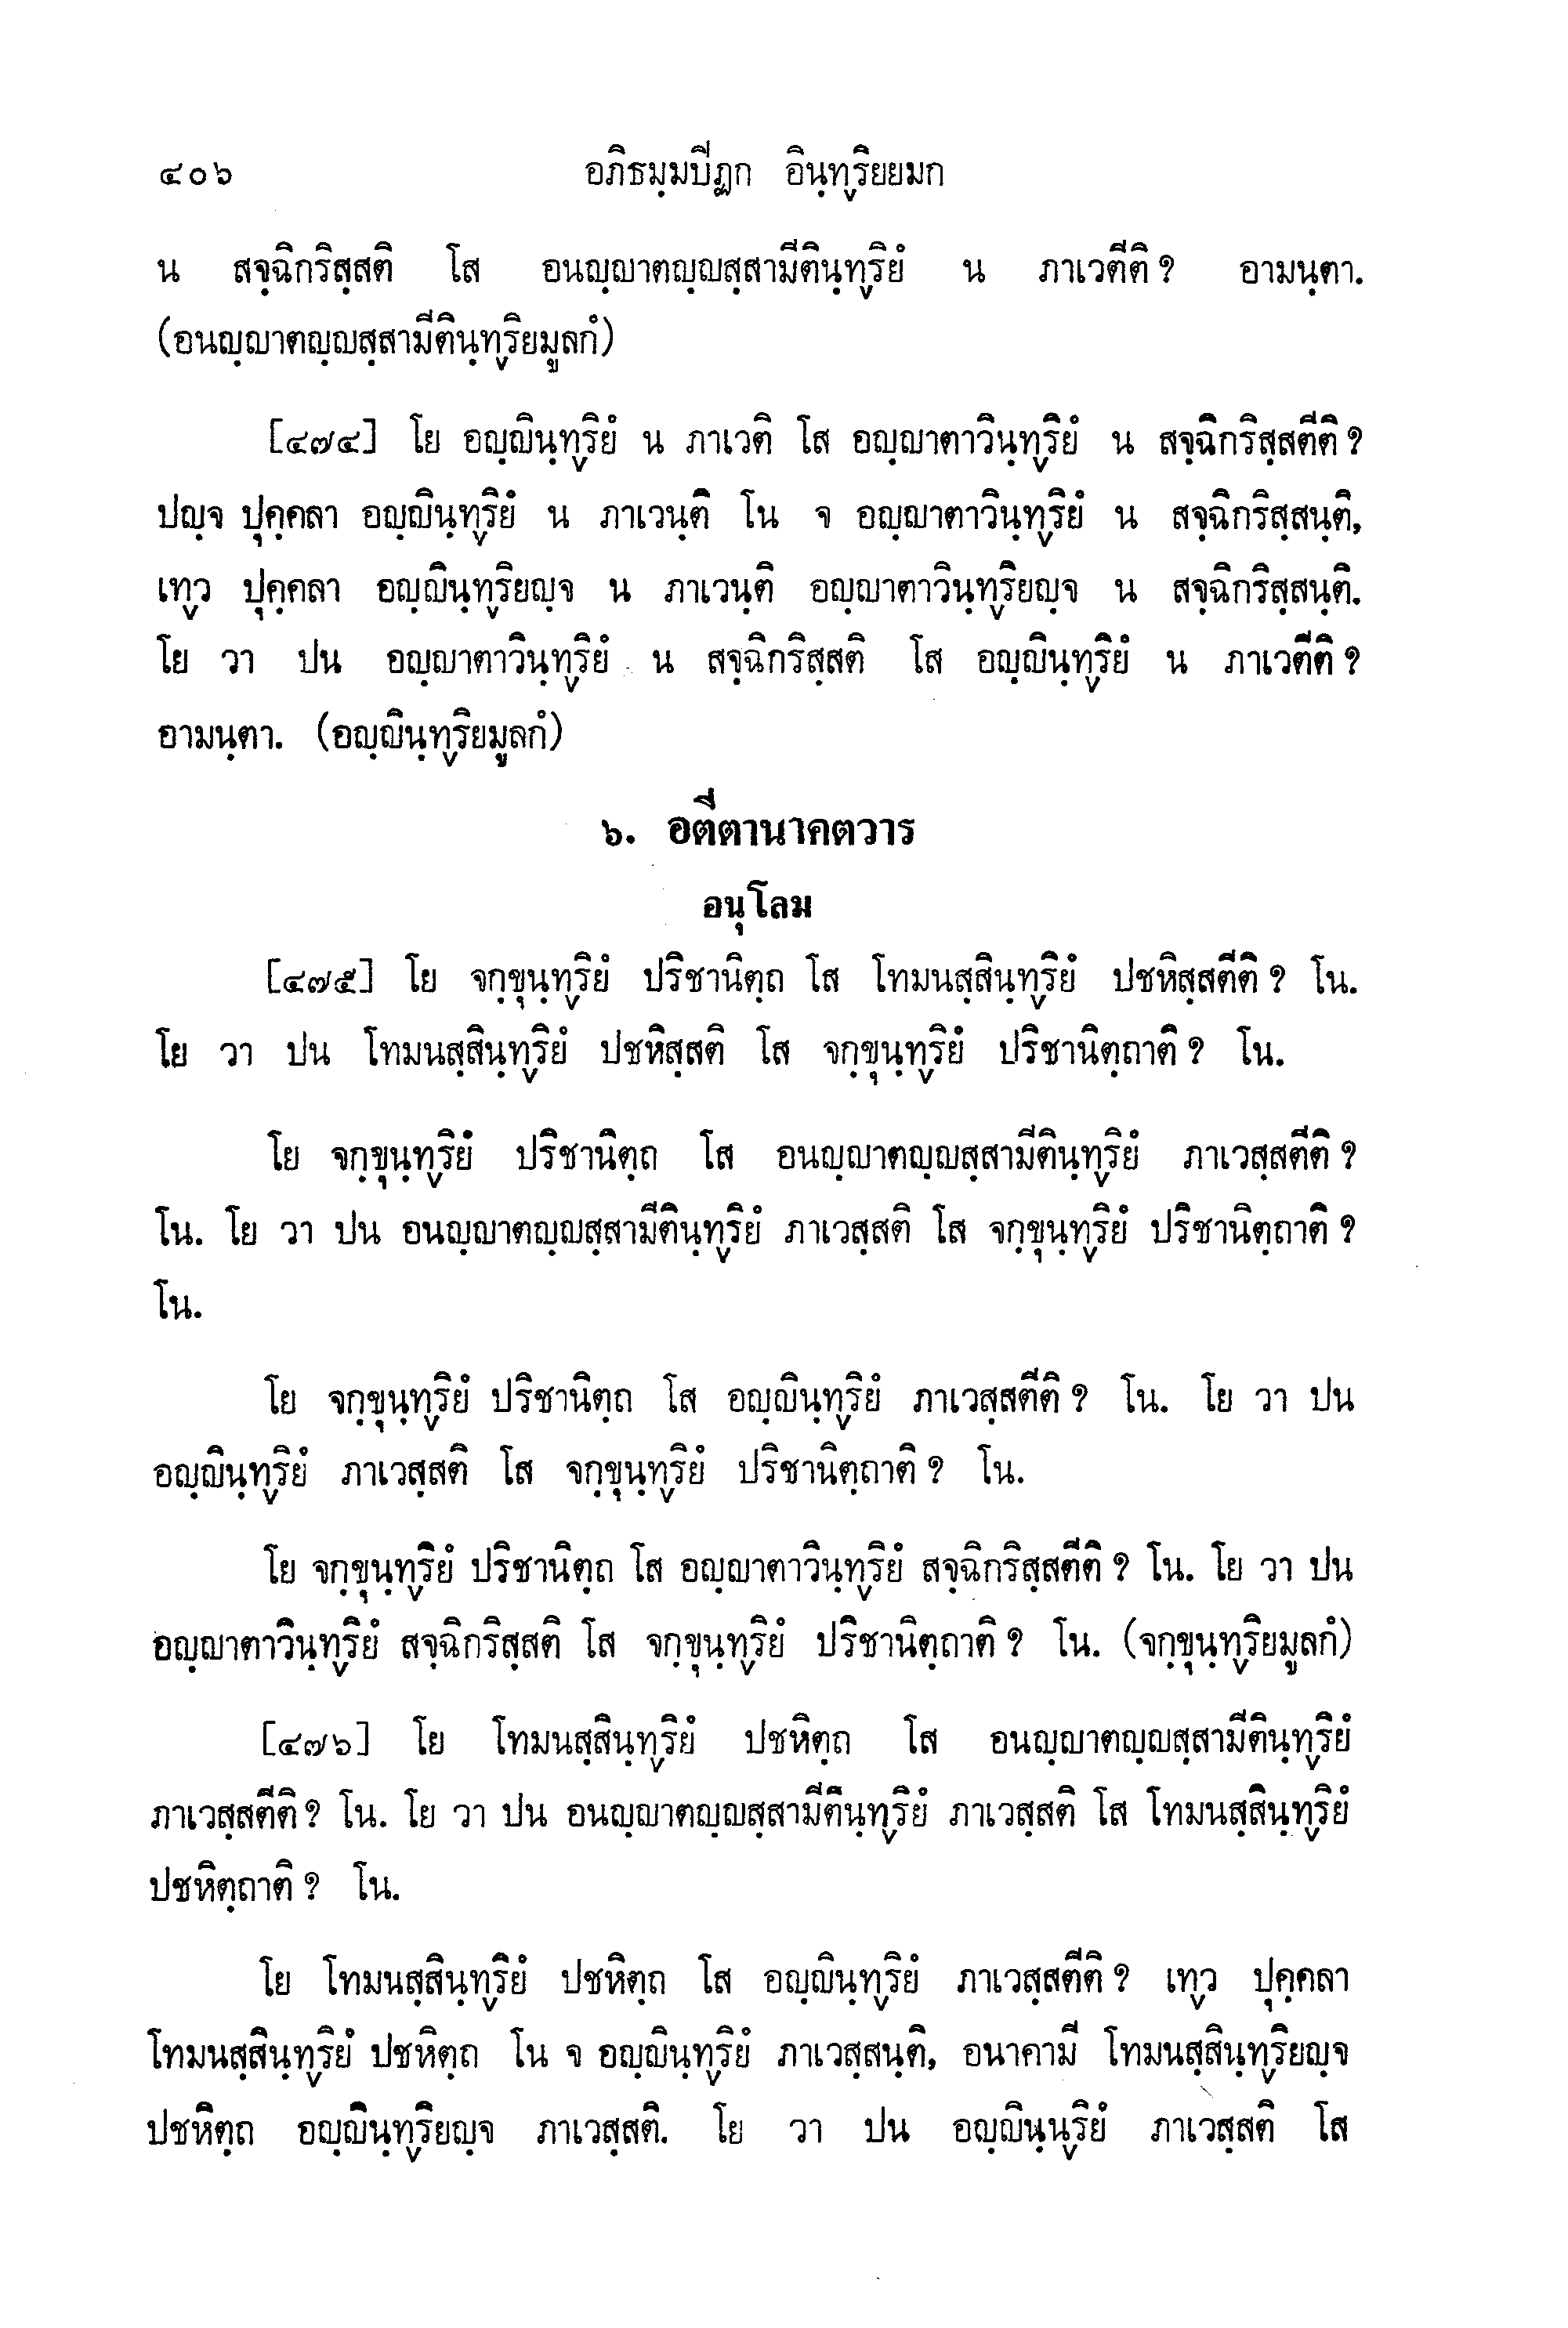 ๔๐๖ อภิธมฺมปีฏก อินฺทฺริยยมก
น สจฺฉิกริสฺสติ โส อนญฺญาตญฺญสฺสามีตินฺทฺริยํ น ภาเวตีติ ? อามนฺตา.
(อนญฺญาตญฺญสฺสามีตินฺทฺริยมูลกํ)
[๔๗๔] โย อญฺญินฺทฺริยํ น ภาเวติ โส อญฺญาตาวินฺทฺริยํ น สจฺฉิกริสฺสตีติ ?
ปญฺจ ปุคฺคลา อญฺญินฺทฺริยํ น ภาเวนฺติ โน จ อญฺญาตาวินฺทฺริยํ น สจฺฉิกริสฺสนฺติ,
เทฺว ปุคฺคลา อญฺญินฺทฺริยญฺจ น ภาเวนฺติ อญฺญาตาวินฺทฺริยญฺจ น สจฺฉิกริสฺสนฺติ.
โย วา ปน อญฺญาตาวินฺทฺริยํ น สจฺฉิกริสฺสติ โส อญฺญินฺทฺริยํ น ภาเวตีติ ?
อามนฺตา. (อญฺญินฺทฺริยมูลกํ)
๖. อตีตานาคตวาร
อนุโลม
[๔๗๕] โย จกฺขุนฺทฺริยํ ปริชานิตฺถ โส โทมนสฺสินฺทฺริยํ ปชหิสฺสตีติ ? โน.
โย วา ปน โทมนสฺสินฺทฺริยํ ปชหิสฺสติ โส จกฺขุนฺทฺริยํ ปริชานิตฺถาติ ? โน.
โย จกฺขุนฺทฺริยํ ปริชานิตฺถ โส อนญฺญาตญฺญสฺสามีตินฺทฺริยํ ภาเวสฺสตีติ ?
โน. โย วา ปน อนญฺญาตญฺญสฺสามีตินฺทฺริยํ ภาเวสฺสติ โส จกฺขุนฺทฺริยํ ปริชานิตฺถาติ ?
โน.
โย จกฺขุนฺทฺริยํ ปริชานิตฺถ โส อญฺญินฺทฺริยํ ภาเวสฺสตีติ ? โน. โย วา ปน
อญฺญินฺทฺริยํ ภาเวสฺสติ โส จกฺขุนฺทฺริยํ ปริชานิตฺถาติ ? โน.
โย จกฺขุนฺทฺริยํ ปริชานิตฺถ โส อญฺญาตาวินฺทฺริยํ สจฺฉิกริสฺสตีติ ? โน. โย วา ปน
อญฺญาตาวินฺทฺริยํ สจฺฉิกริสฺสติ โส จกฺขุนฺทฺริยํ ปริชานิตฺถาติ ? โน. (จกฺขุนฺทฺริยมูลกํ)
[๔๗๖] โย โทมนสฺสินฺทฺริยํ ปชหิตฺถ โส อนญฺญาตญฺญสฺสามีตินฺทฺริยํ
ภาเวสฺสตีติ ? โน. โย วา ปน อนญฺญาตญฺญสฺสามีตินฺทฺริยํ ภาเวสฺสติ โส โทมนสฺสินฺทฺริยํ
ปชหิตฺถาติ ? โน.
โย โทมนสฺสินฺทฺริยํ ปชหิตฺถ โส อญฺญินฺทฺริยํ ภาเวสฺสตีติ ? เทฺว ปุคฺคลา
โทมนสฺสินฺทฺริยํ ปชหิตฺถ โน จ อญฺญินฺทฺริยํ ภาเวสฺสนฺติ, อนาคามี โทมนสฺสินฺทฺริยญฺจ
ปชหิตฺถ อญฺญินฺทฺริยญฺจ ภาเวสฺสติ. โย วา ปน อญฺญินฺนฺริยํ ภาเวสฺสติ โส